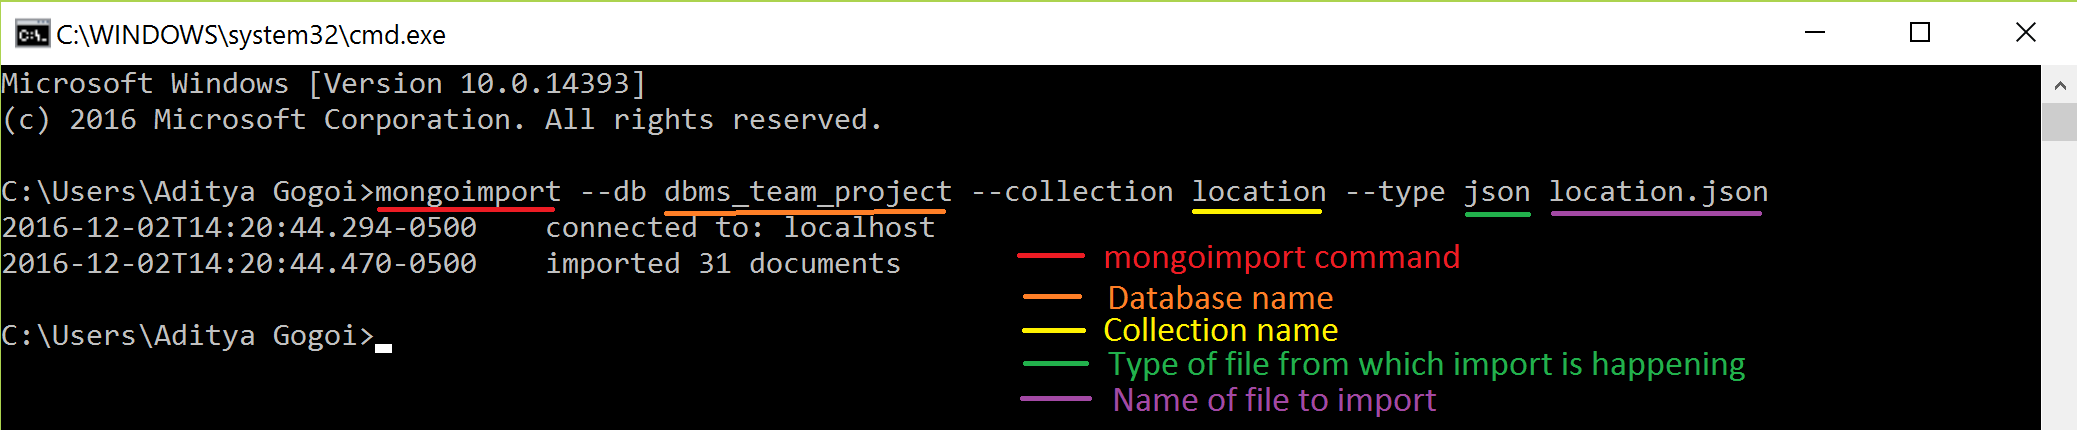 C:\WINDOWS\system32\cmd.exe
Microsoft Windows [Version 10.0.14393]
(c) 2016 Microsoft Corporation. All rights reserved.
C:\Users\Aditya Gogoi>mongoimport --db dbms_team_project --collection location --type json location.json
2016-12-02T14:20:44.294-0500    connected to: localhost
2016-12-02T14:20:44.470-0500    imported 31 documents
mongoimport command
Database name
Collection name
Type of file from which import is happening
Name of file to import
C:\Users\Aditya Gogoi>